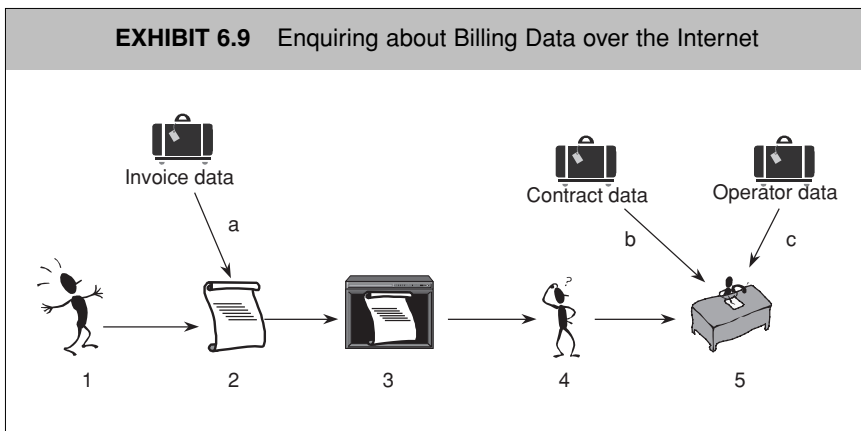 EXHIBIT 6.9 Enquiring about Billing Data over the Internet
Invoice data
Contract data
Operator data
a
b
c
?
1
2
3
4
5